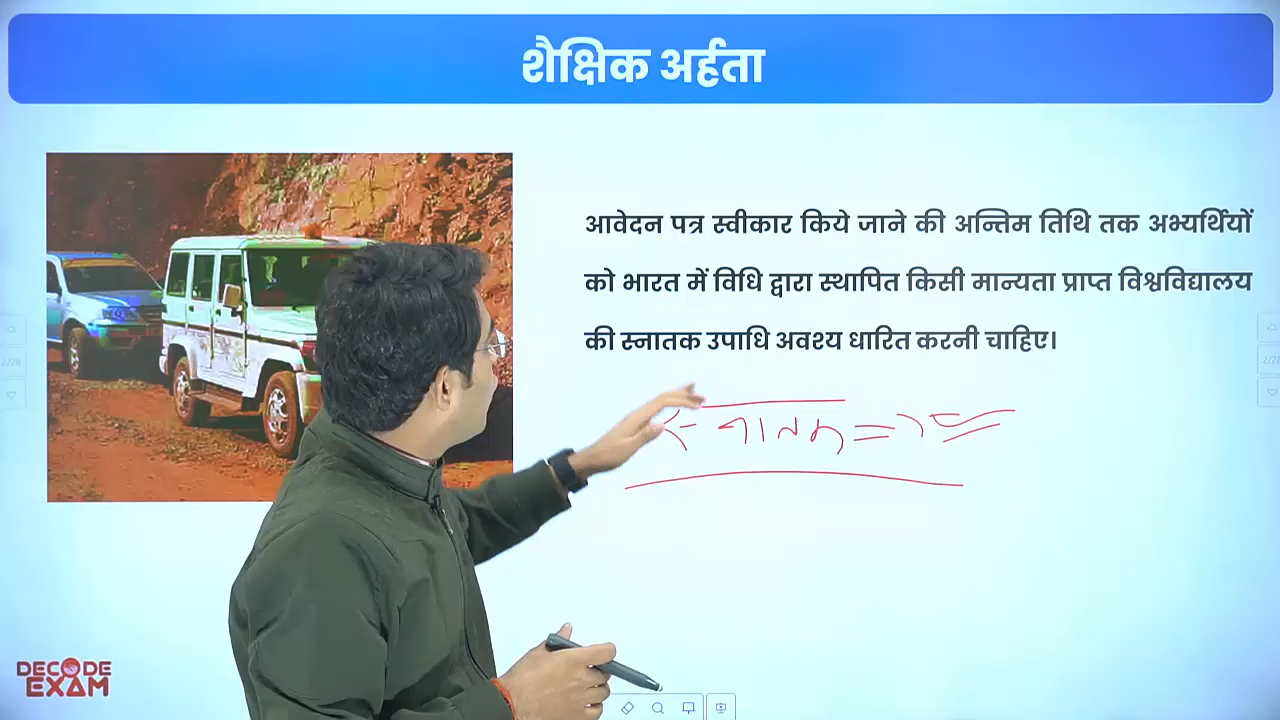 शैक्षिक अर्हता
आवेदन पत्र स्वीकार किये जाने की अन्तिम तिथि तक अभ्यर्थियों
को भारत में विधि द्वारा स्थापित किसी मान्यता प्राप्त विश्वविद्यालय
की स्नातक उपाधि अवश्य धारित करनी चाहिए।
DECODE
EXAM